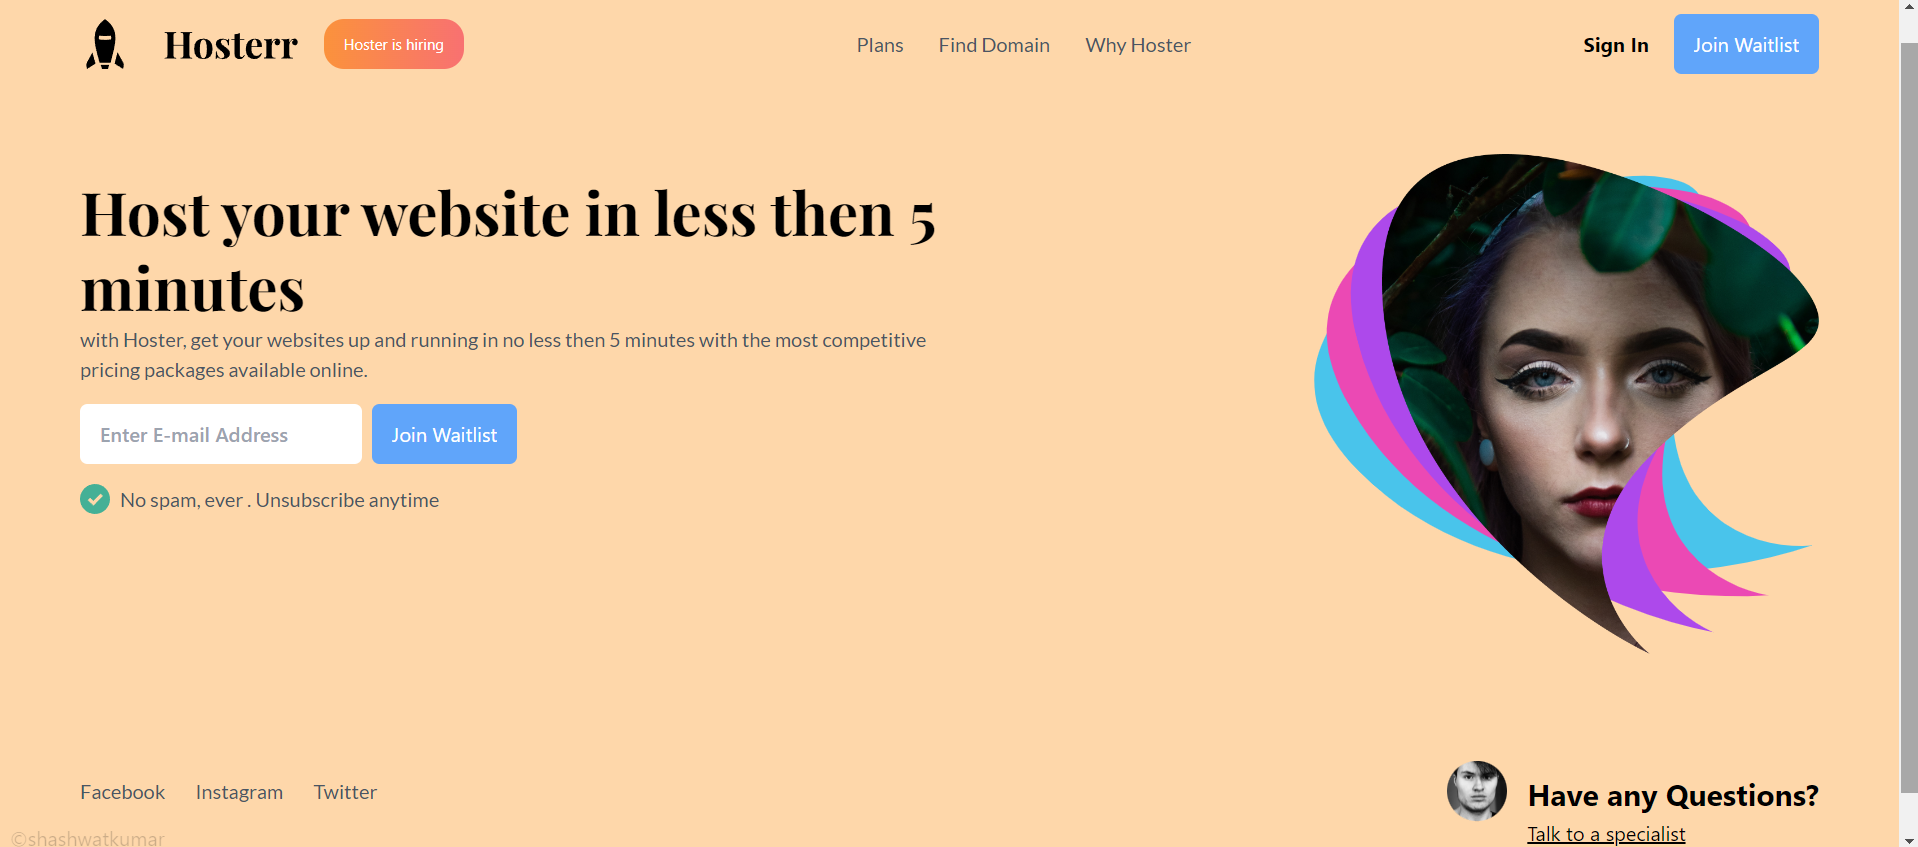 Hosterr
Hoster is hiring
Plans
Find Domain
Why Hoster
Sign In
Join Waitlist
Host your website in less then 5
minutes
with Hoster, get your websites up and running in no less then 5 minutes with the most competitive
pricing packages available online.
Enter E-mail Address
Join Waitlist
No spam, ever . Unsubscribe anytime
Facebook
Instagram
Twitter
Have any Questions?
Talk to a specialist
©shashwatkumar